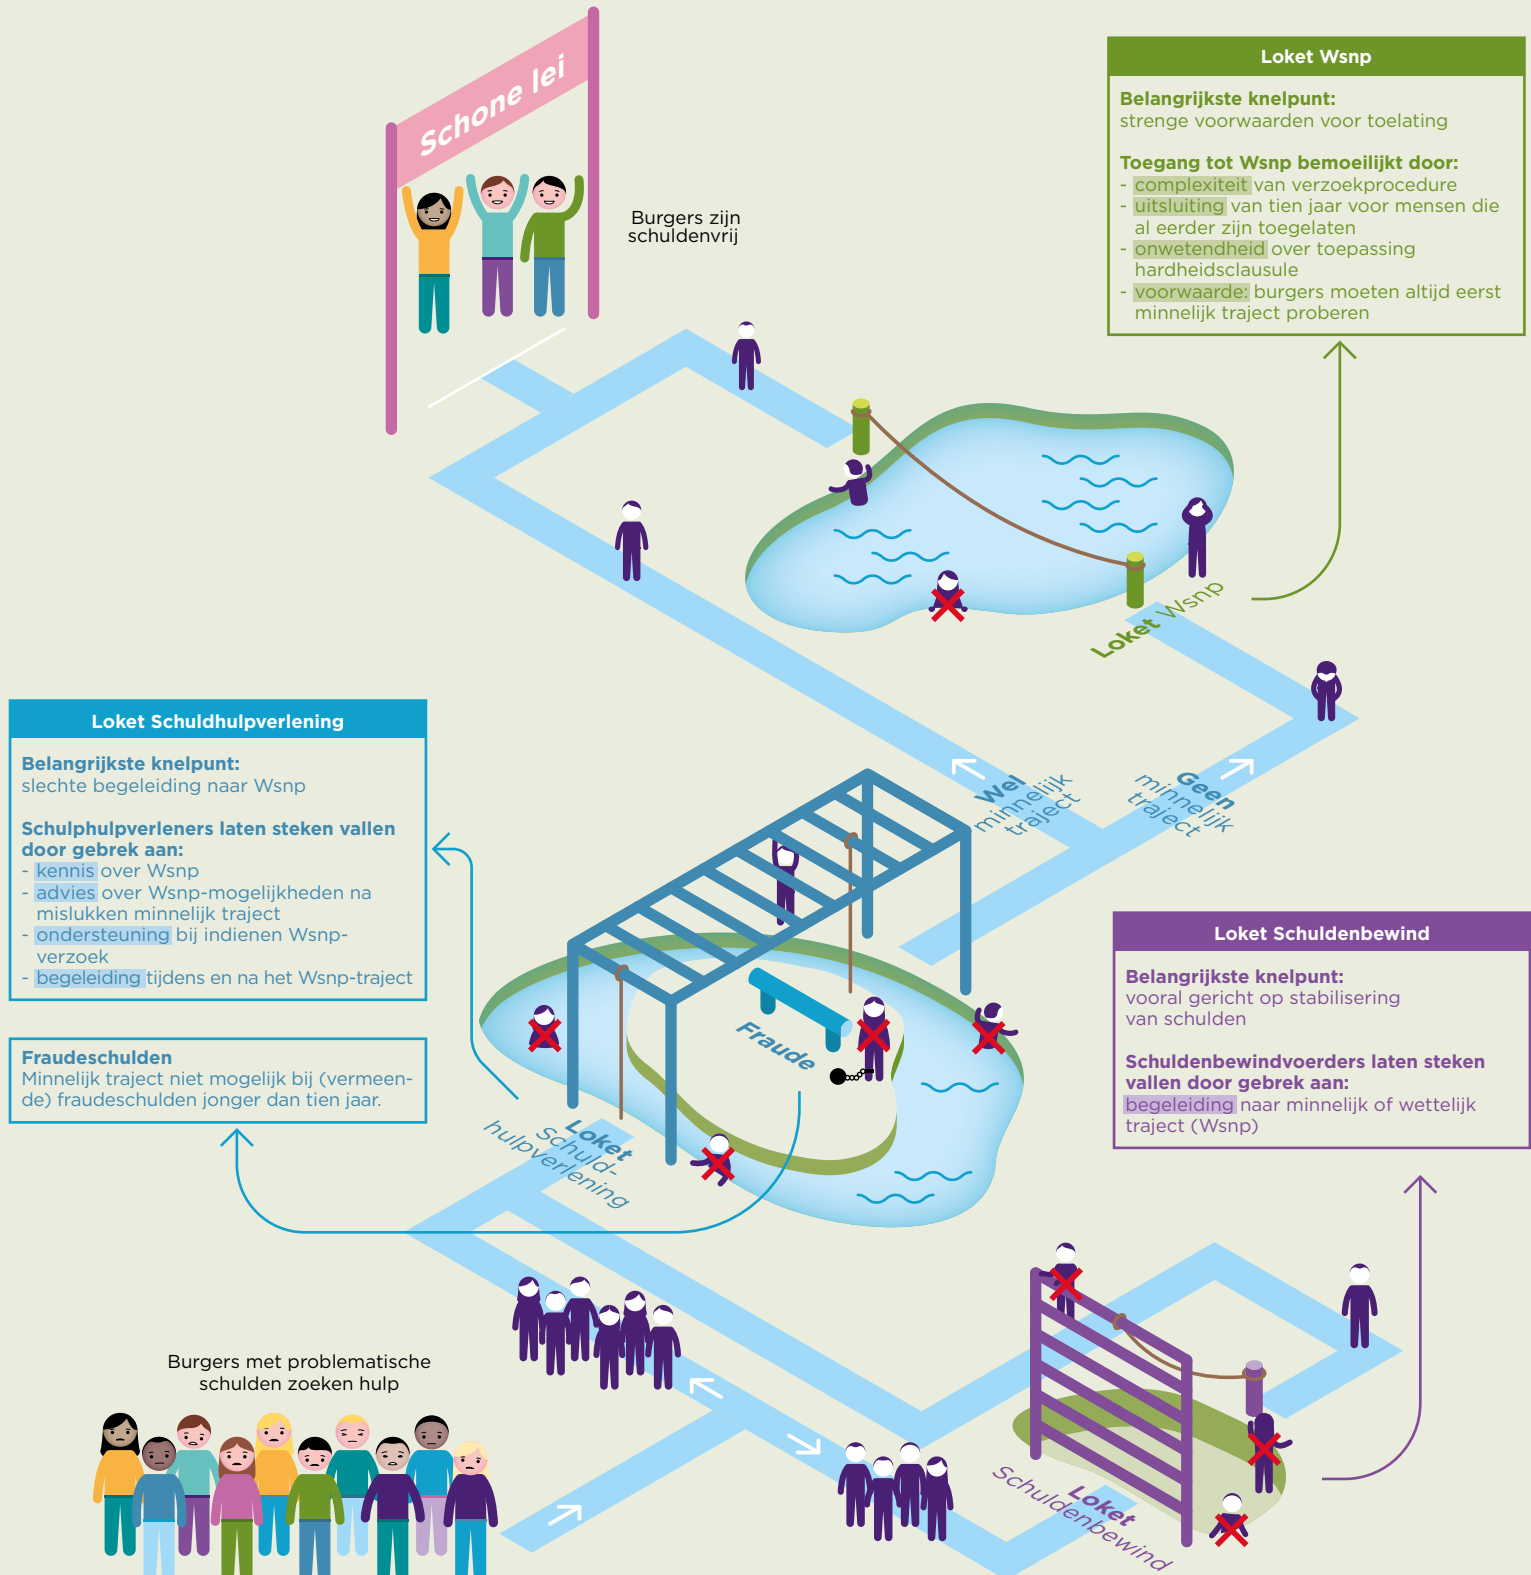 Schone lei
Burgers zijn
schuldenvrij
Loket Wsnp
Belangrijkste knelpunt:
strenge voorwaarden voor toelating
Toegang tot Wsnp bemoeilijkt door:
- complexiteit van verzoekprocedure
- uitsluiting van tien jaar voor mensen die
al eerder zijn toegelaten
- onwetendheid over toepassing
hardheidsclausule
- voorwaarde: burgers moeten altijd eerst
minnelijk traject proberen
Loket Wsnp
Loket Schuldhulpverlening
Belangrijkste knelpunt:
slechte begeleiding naar Wsnp
Schulphulpverleners laten steken vallen
door gebrek aan:
- kennis over Wsnp
- advies over Wsnp-mogelijkheden na
mislukken minnelijk traject
- ondersteuning bij indienen Wsnp-
verzoek
- begeleiding tijdens en na het Wsnp-traject
Wel
minnelijk
traject
Geen
minnelijk
traject
Fraudeschulden
Minnelijk traject niet mogelijk bij (vermeen-
de) fraudeschulden jonger dan tien jaar.
Fraude
Loket
Schuld-
hulpverlening
Loket Schuldenbewind
Belangrijkste knelpunt:
vooral gericht op stabilisering
van schulden
Schuldenbewindvoerders laten steken
vallen door gebrek aan:
begeleiding naar minnelijk of wettelijk
traject (Wsnp)
Burgers met problematische
schulden zoeken hulp
Loket
Schuldenbewind